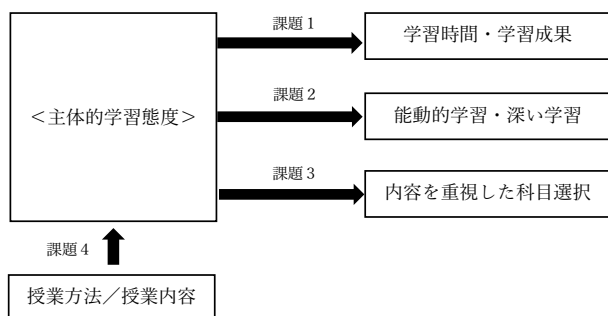 課題1
学習時間・学習成果
＜主体的学習態度＞
課題2
能動的学習・深い学習
課題3
内容を重視した科目選択
課題4
授業方法／授業内容